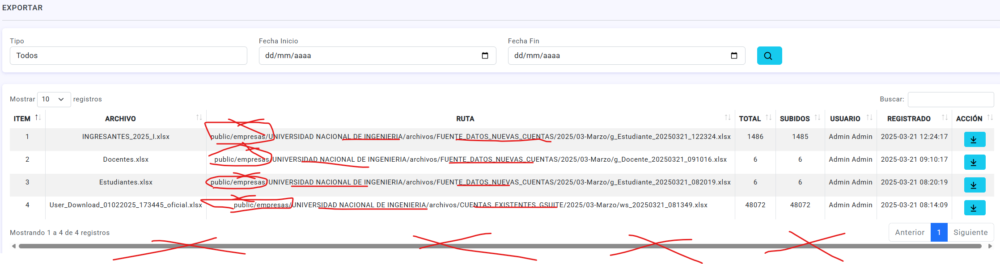 EXPORTAR
Tipo Fecha Inicio Fecha Fin
Todos dd/mm/aaaa dd/mm/aaaa
Mostrar 10 registros Buscar:
ITEM ARCHIVO RUTA TOTAL SUBIDOS USUARIO REGISTRADO ACCIÓN
1 INGRESANTES_2025_I.xlsx public/empresas/UNIVERSIDAD NACIONAL DE INGENIERIA/archivos/FUENTE_DATOS_NUEVAS_CUENTAS/2025/03-Marzo/g_Estudiante_20250321_122324.xlsx 1486 1485 Admin Admin 2025-03-21 12:24:17
2 Docentes.xlsx public/empresas/UNIVERSIDAD NACIONAL DE INGENIERIA/archivos/FUENTE_DATOS_NUEVAS_CUENTAS/2025/03-Marzo/g_Docente_20250321_091016.xlsx 6 6 Admin Admin 2025-03-21 09:10:17
3 Estudiantes.xlsx public/empresas/UNIVERSIDAD NACIONAL DE INGENIERIA/archivos/FUENTE_DATOS_NUEVAS_CUENTAS/2025/03-Marzo/g_Estudiante_20250321_082019.xlsx 6 6 Admin Admin 2025-03-21 08:20:19
4 User_Download_01022025_173445_oficial.xlsx public/empresas/UNIVERSIDAD NACIONAL DE INGENIERIA/archivos/CUENTAS_EXISTENTES_GSUITE/2025/03-Marzo/ws_20250321_081349.xlsx 48072 48072 Admin Admin 2025-03-21 08:14:09
Mostrando 1 a 4 de 4 registros Anterior 1 Siguiente